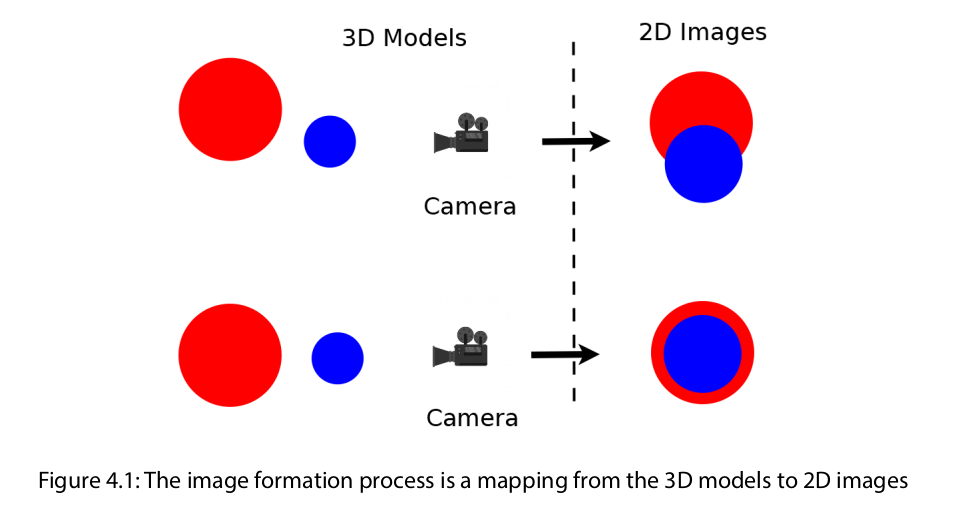 3D Models
2D Images
Camera
Camera
Figure 4.1: The image formation process is a mapping from the 3D models to 2D images